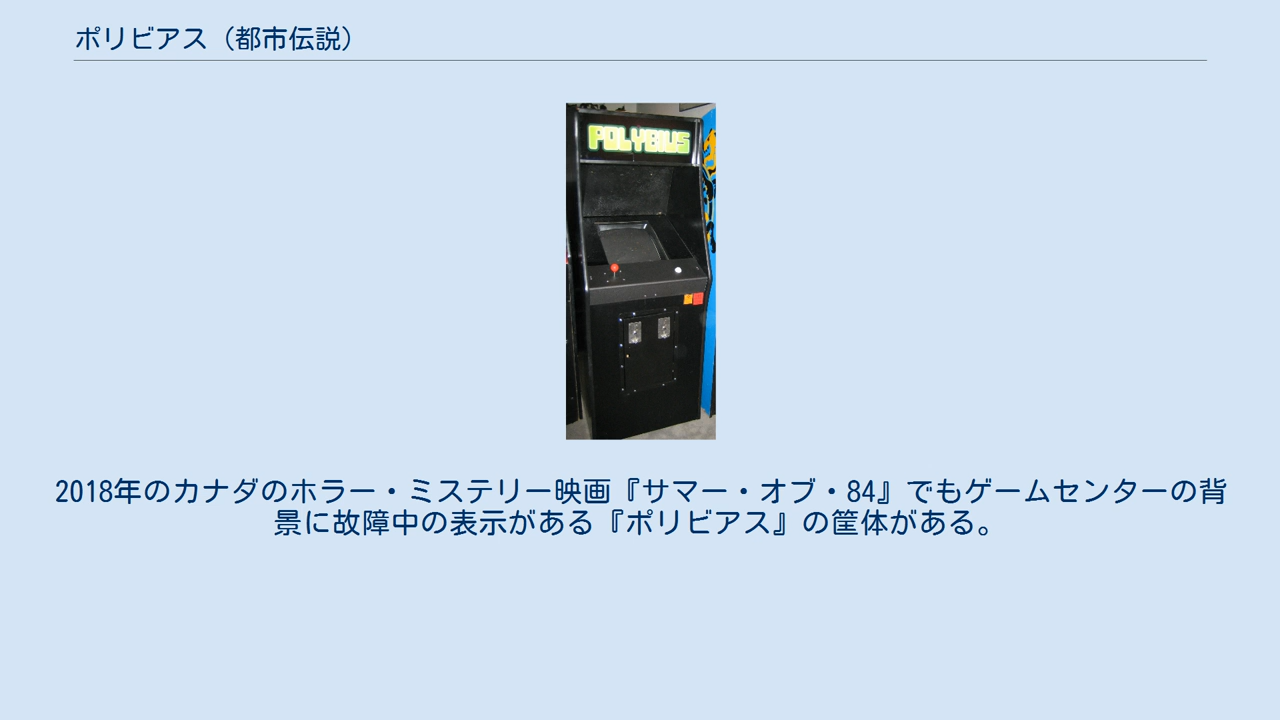 ポリビアス（都市伝説）
POLYBIUS
2018年のカナダのホラー・ミステリー映画『サマー・オブ・84』でもゲームセンターの背
景に故障中の表示がある『ポリビアス』の筐体がある。